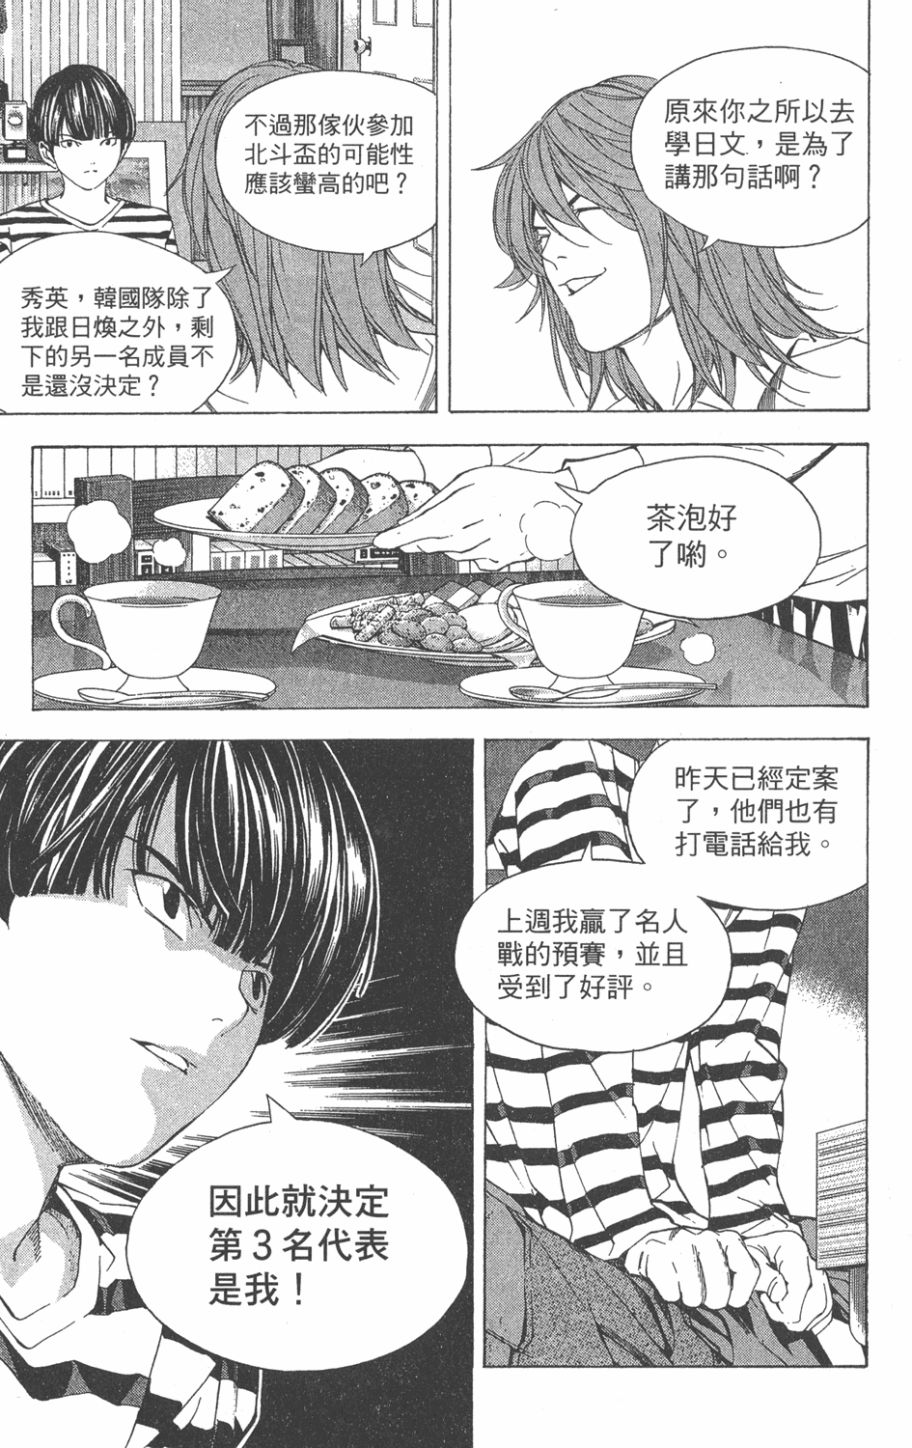 原來你之所以去
學日文，是為了
講那句話啊？
不過那傢伙參加
北斗盃的可能性
應該蠻高的吧？
秀英，韓國隊除了
我跟日煥之外，剩
下的另一名成員不
是還沒決定？
茶泡好
了喲。
昨天已經定案
了，他們也有
打電話給我。
上週我贏了名人
戰的預賽，並且
受到了好評。
因此就決定
第３名代表
是我！